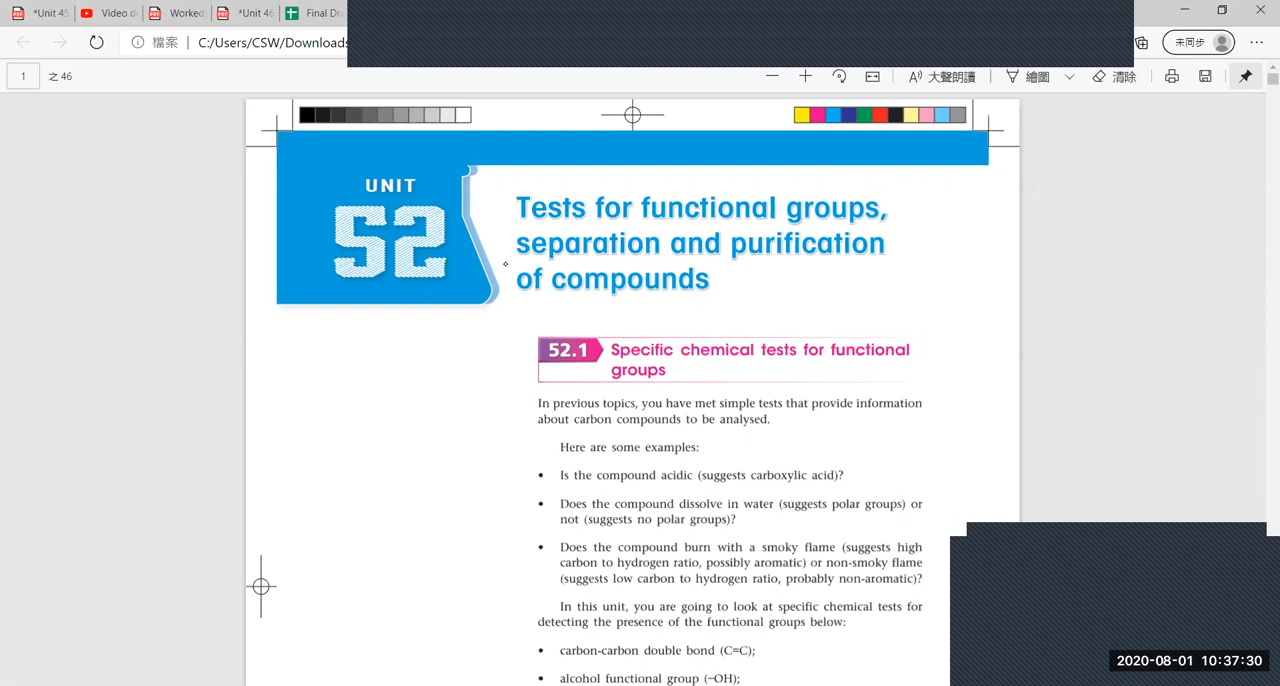 *Unit 45
Video d
Worked
*Unit 46
Final Dra
檔案
C:/Users/CSW/Downloads
未同步
1
之 46
大聲朗讀
繪圖
清除
UNIT
52
Tests for functional groups,
separation and purification
of compounds
52.1
Specific chemical tests for functional
groups
In previous topics, you have met simple tests that provide information
about carbon compounds to be analysed.
Here are some examples:
• Is the compound acidic (suggests carboxylic acid)?
• Does the compound dissolve in water (suggests polar groups) or
not (suggests no polar groups)?
• Does the compound burn with a smoky flame (suggests high
carbon to hydrogen ratio, possibly aromatic) or non-smoky flame
(suggests low carbon to hydrogen ratio, probably non-aromatic)?
In this unit, you are going to look at specific chemical tests for
detecting the presence of the functional groups below:
• carbon-carbon double bond (C=C);
• alcohol functional group (–OH);
2020-08-01 10:37:30